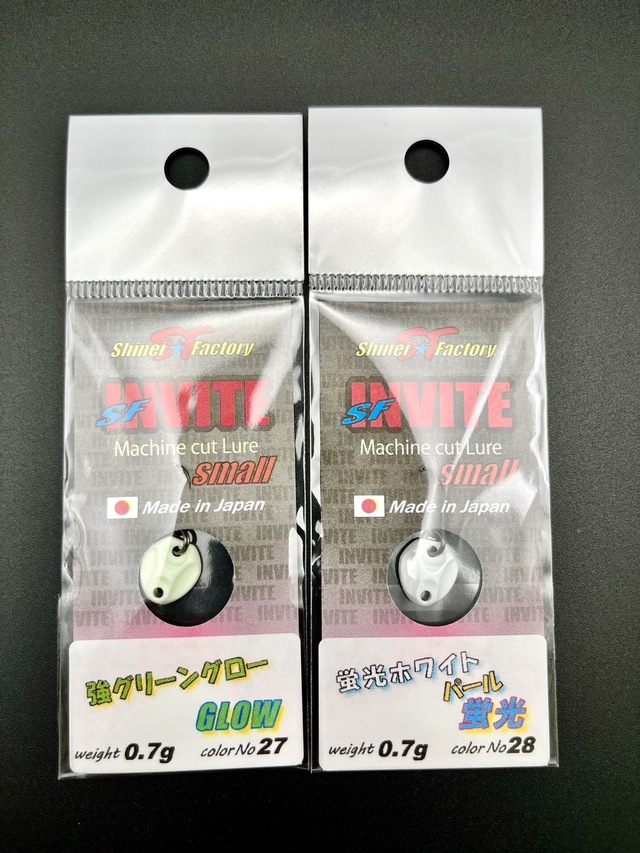 Shinei Factory
INVITE
SF
Machine cut Lure
small
Made in Japan
強グリーングロー
GLOW
weight 0.7g color No 27
Shinei Factory
INVITE
SF
Machine cut Lure
small
Made in Japan
蛍光ホワイト
パール
蛍光
weight 0.7g color No 28